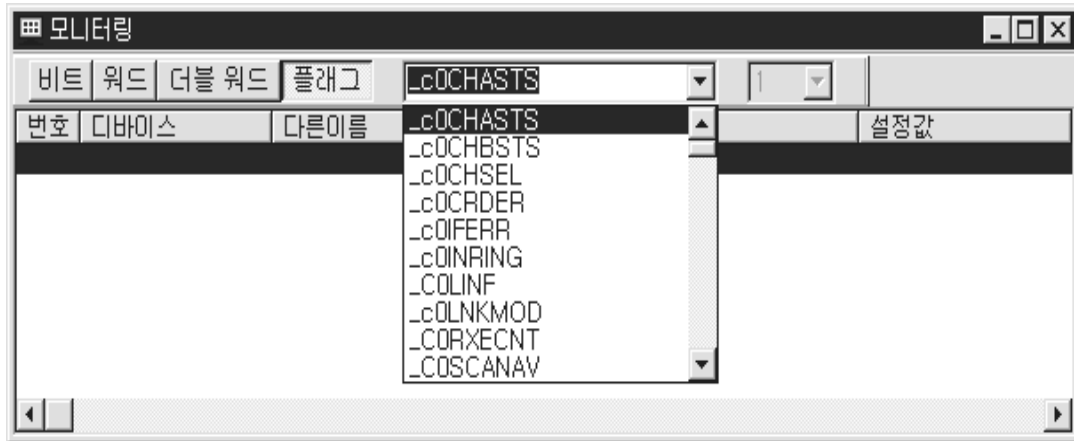 모니터링
비트 워드 더블 워드 플래그 _c0CHASTS 1
번호 디바이스 다른이름 설정값
_c0CHASTS
_c0CHBSTS
_c0CHSEL
_c0CRDER
_c0IFERR
_c0INRING
_C0LINF
_c0LNKMOD
_C0RXECNT
_C0SCANAV